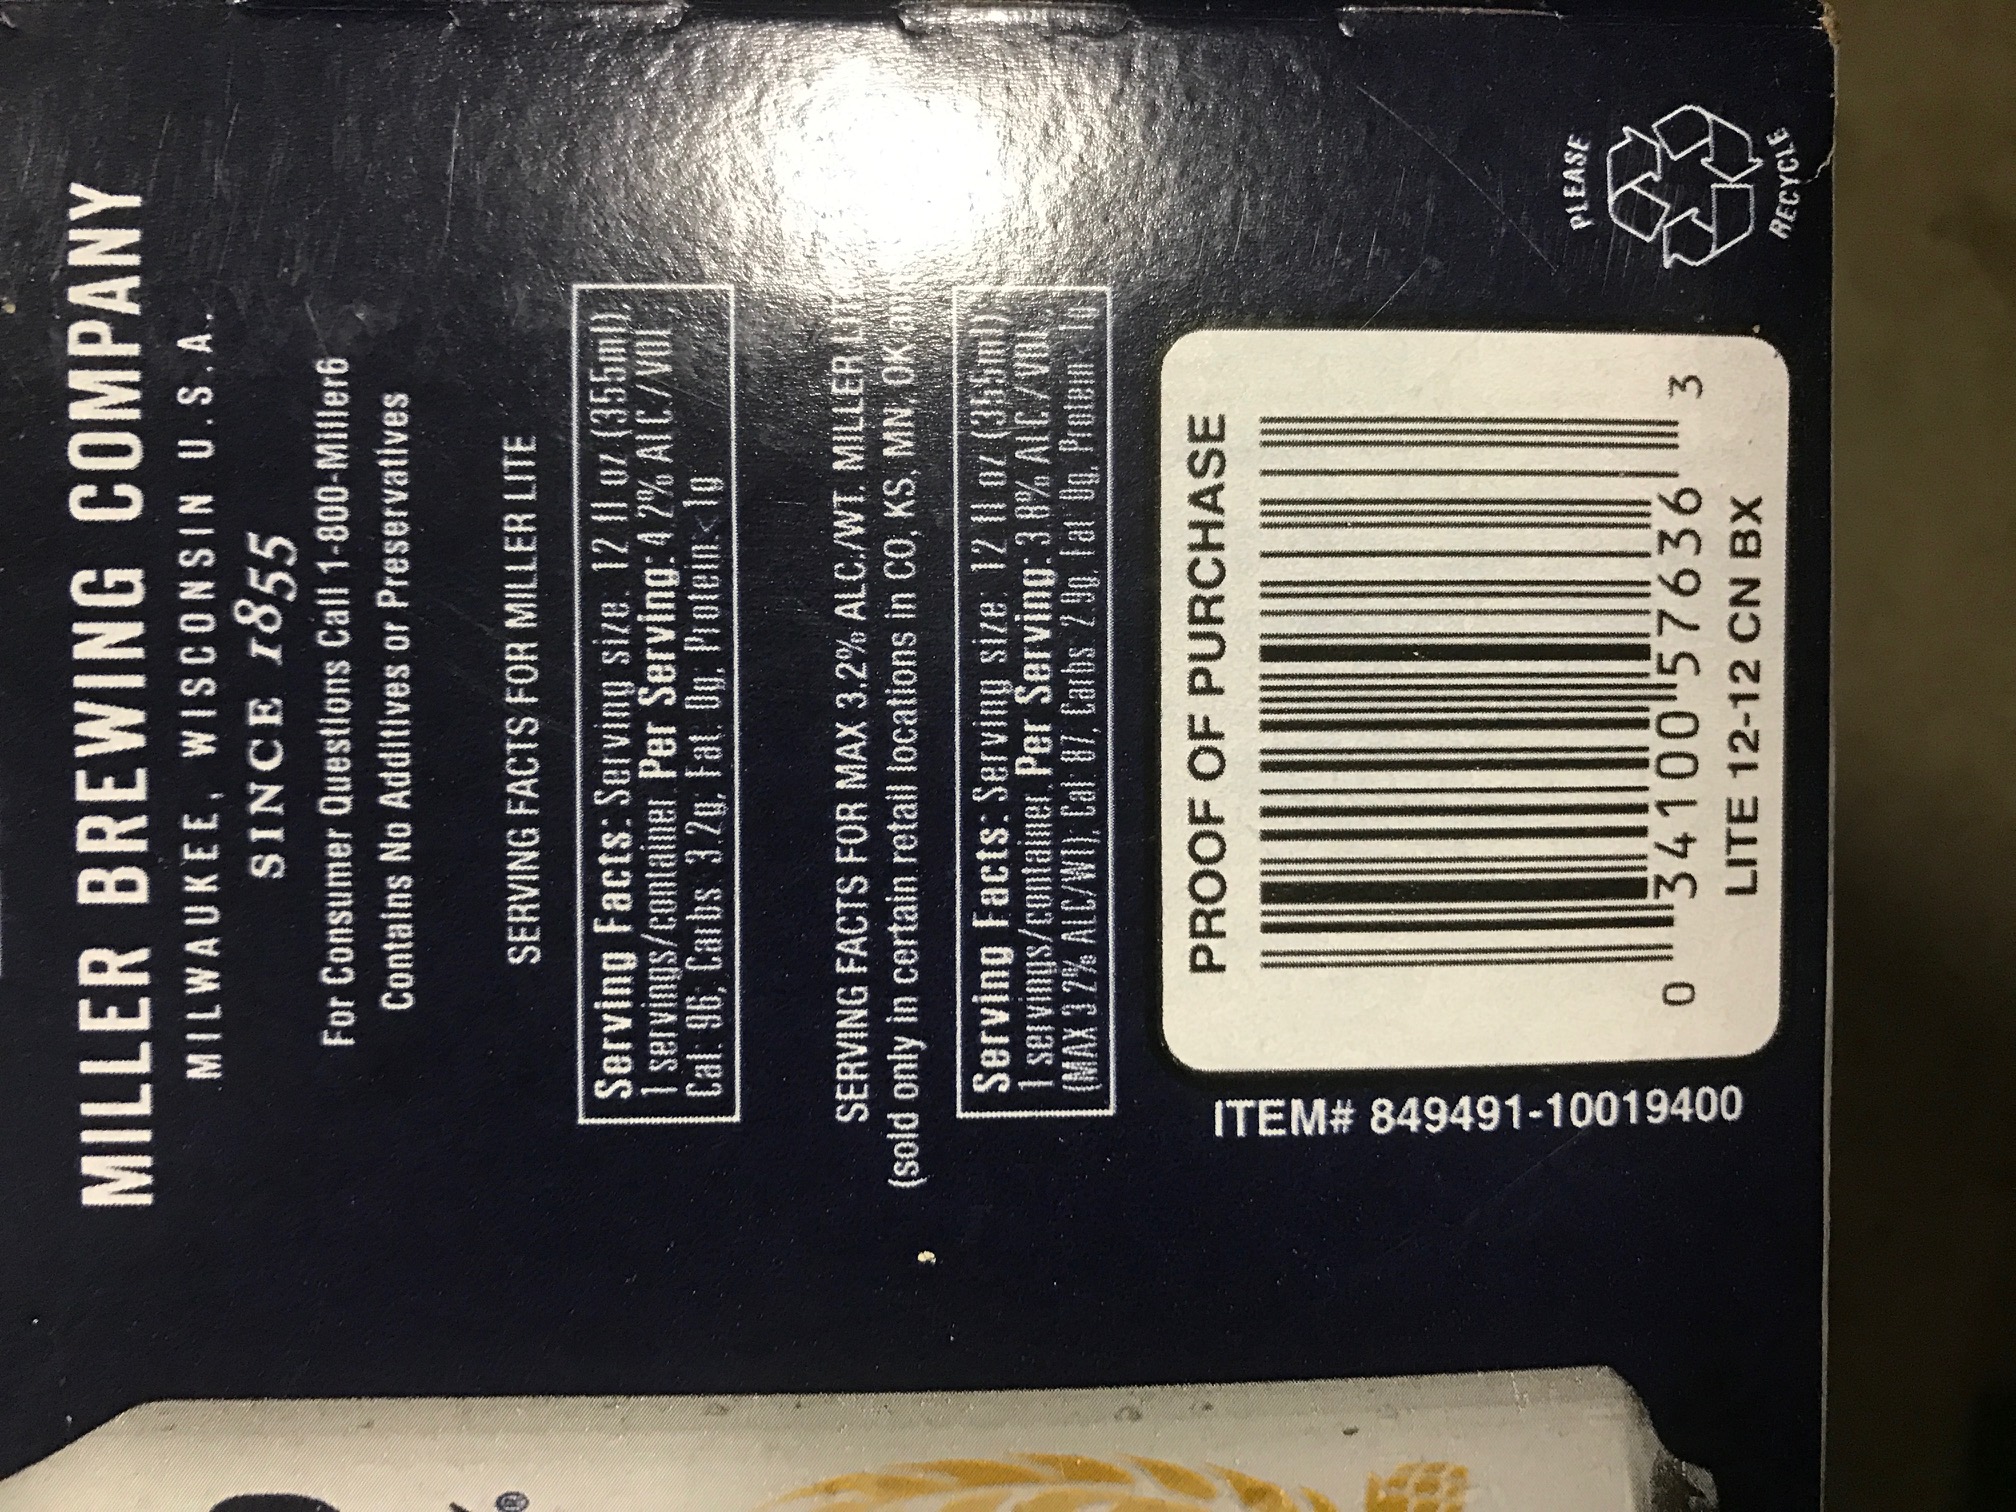 ®
MILLER BREWING COMPANY
MILWAUKEE, WISCONSIN U.S.A.
SINCE 1855
For Consumer Questions Call 1-800-Miller6
Contains No Additives or Preservatives
SERVING FACTS FOR MILLER LITE
Serving Facts: Serving size: 12 fl oz (355ml),
1 servings/container. Per Serving: 4.2% ALC/VOL
Cal: 96, Carbs: 3.2g, Fat: 0g, Protein:<1g
SERVING FACTS FOR MAX 3.2% ALC./WT. MILLER
(sold only in certain retail locations in CO, KS, MN, OK
Serving Facts: Serving size: 12 fl oz (355ml),
1 servings/container. Per Serving: 3.8% ALC/VOL
(MAX 3.2% ALC/WT), Cal: 87, Carbs: 2.9g, Fat: 0g, Protein:<1g
ITEM# 849491-10019400
PROOF OF PURCHASE
0 34100 57636 3
LITE 12-12 CN BX
PLEASE
RECYCLE